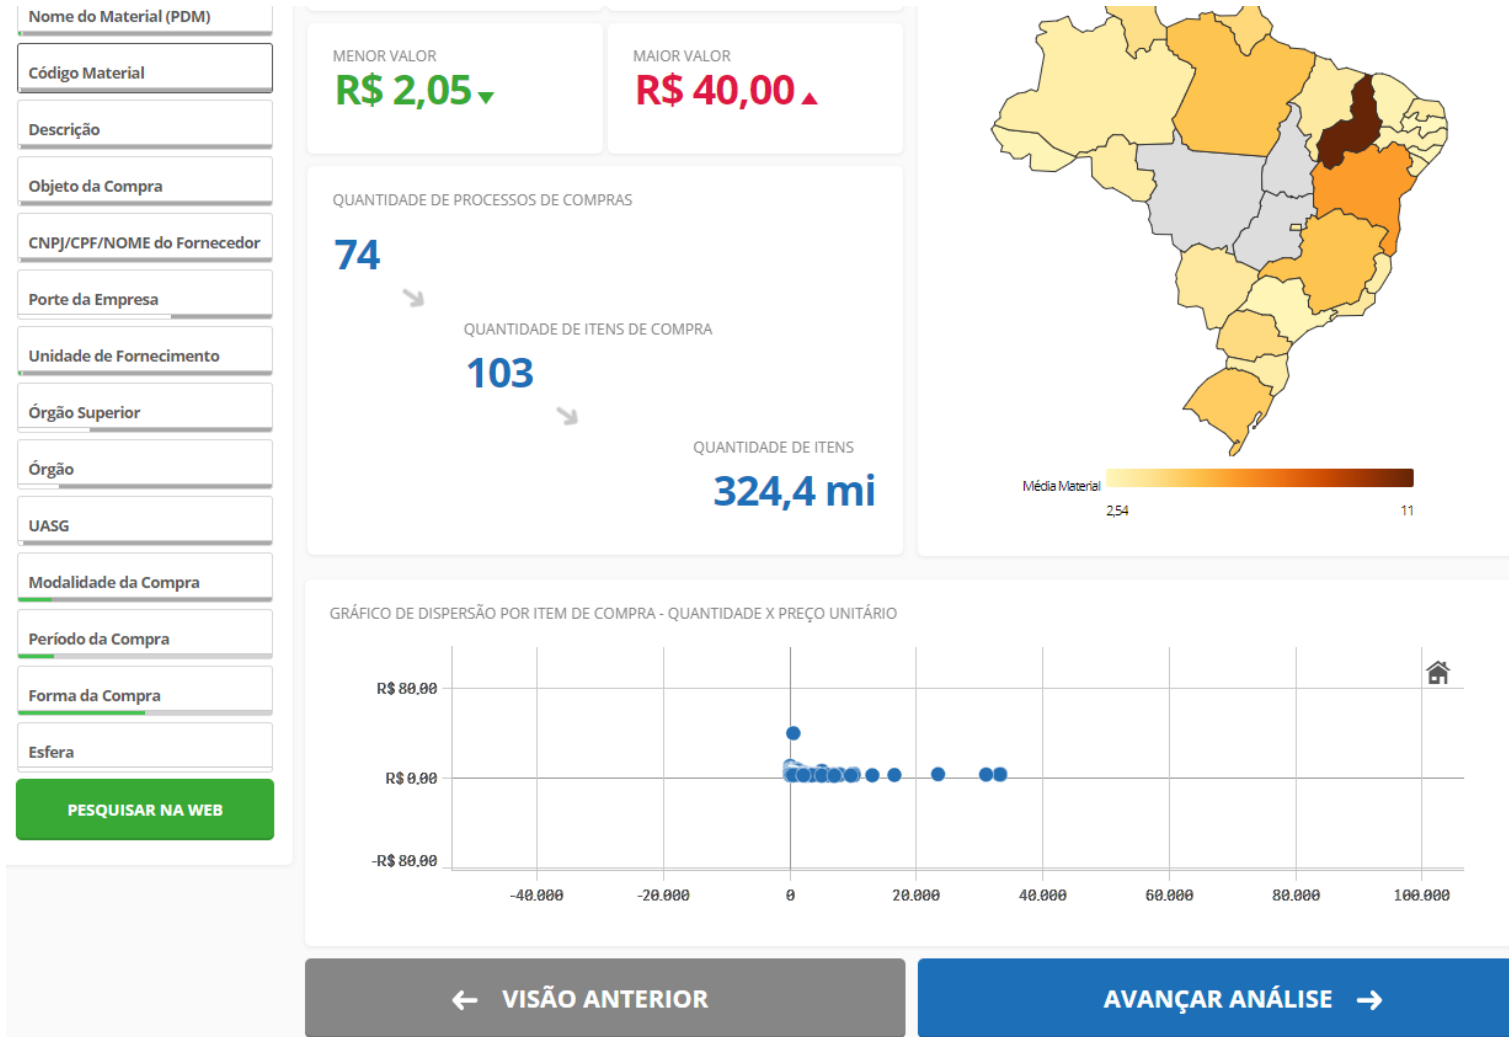 Nome do Material (PDM)
Código Material
Descrição
Objeto da Compra
CNPJ/CPF/NOME do Fornecedor
Porte da Empresa
Unidade de Fornecimento
Órgão Superior
Órgão
UASG
Modalidade da Compra
Período da Compra
Forma da Compra
Esfera
PESQUISAR NA WEB
MENOR VALOR
R$ 2,05
MAIOR VALOR
R$ 40,00
QUANTIDADE DE PROCESSOS DE COMPRAS
74
QUANTIDADE DE ITENS DE COMPRA
103
QUANTIDADE DE ITENS
324,4 mi
Média Material
2,54 11
GRÁFICO DE DISPERSÃO POR ITEM DE COMPRA - QUANTIDADE X PREÇO UNITÁRIO
R$ 80,00
R$ 0,00
-R$ 80,00
-40.000 -20.000 0 20.000 40.000 60.000 80.000 100.000
VISÃO ANTERIOR
AVANÇAR ANÁLISE